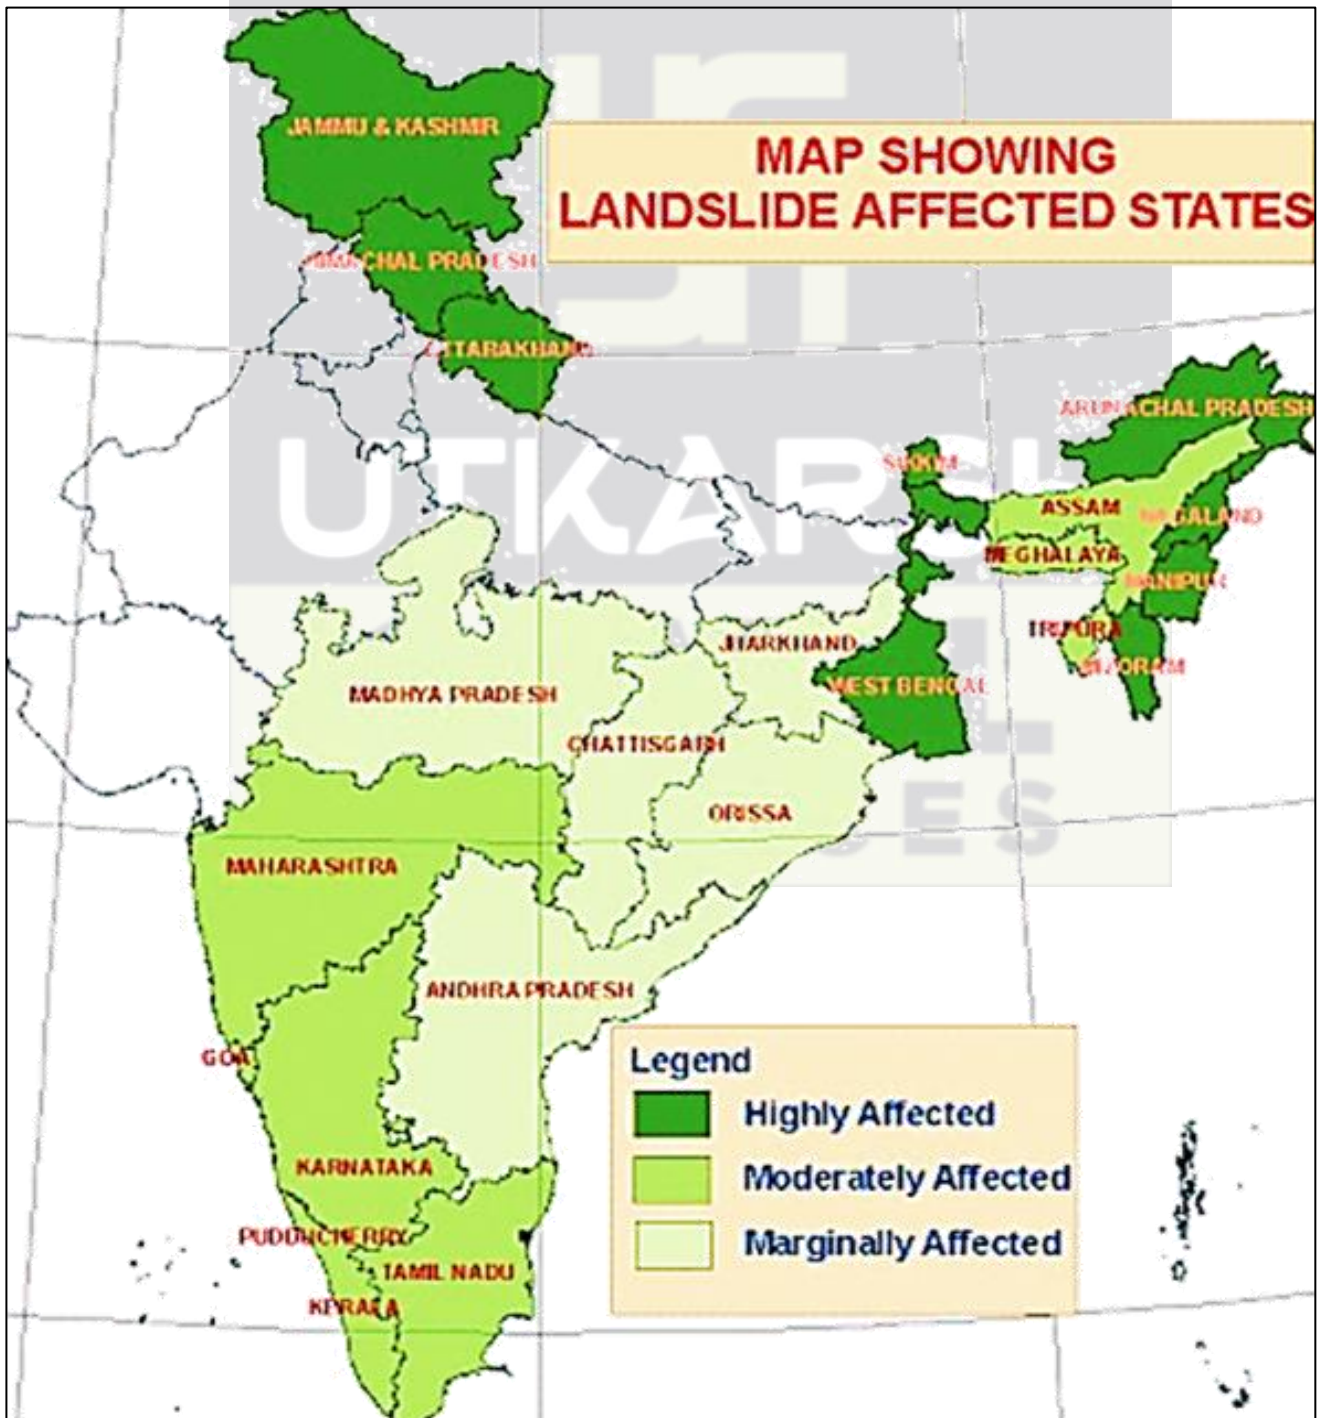 JAMMU & KASHMIR
MAP SHOWING
LANDSLIDE AFFECTED STATES
HIMACHAL PRADESH
UTTARAKHAND
ARUNACHAL PRADESH
UTKARSH
SIKKIM
ASSAM
NAGALAND
MEGHALAYA
MANIPUR
TRIPURA
JHARKHAND
MIZORAM
WEST BENGAL
MADHYA PRADESH
CHATTISGARH
ORISSA
MAHARASHTRA
ANDHRA PRADESH
GOA
Legend
Highly Affected
KARNATAKA
Moderately Affected
PUDDUCHERRY
Marginally Affected
TAMIL NADU
KERALA